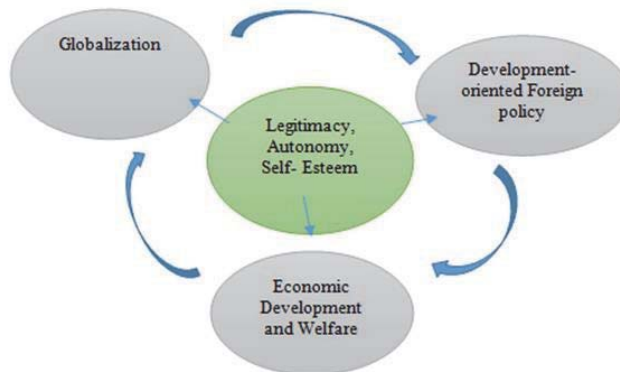 Globalization
Development-
oriented Foreign
policy
Legitimacy,
Autonomy,
Self- Esteem
Economic
Development
and Welfare